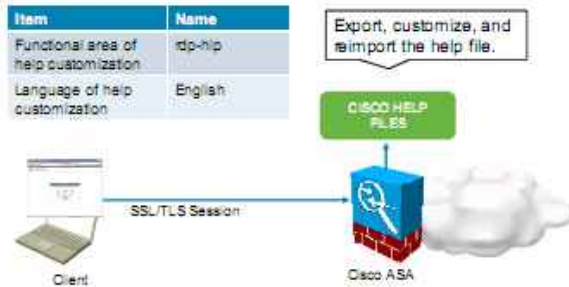 Item Name
Functional area of help customization rdp-hlp
Language of help customization English
Export, customize, and
reimport the help file.
CISCO HELP
FILES
SSL/TLS Session
Client
Cisco ASA